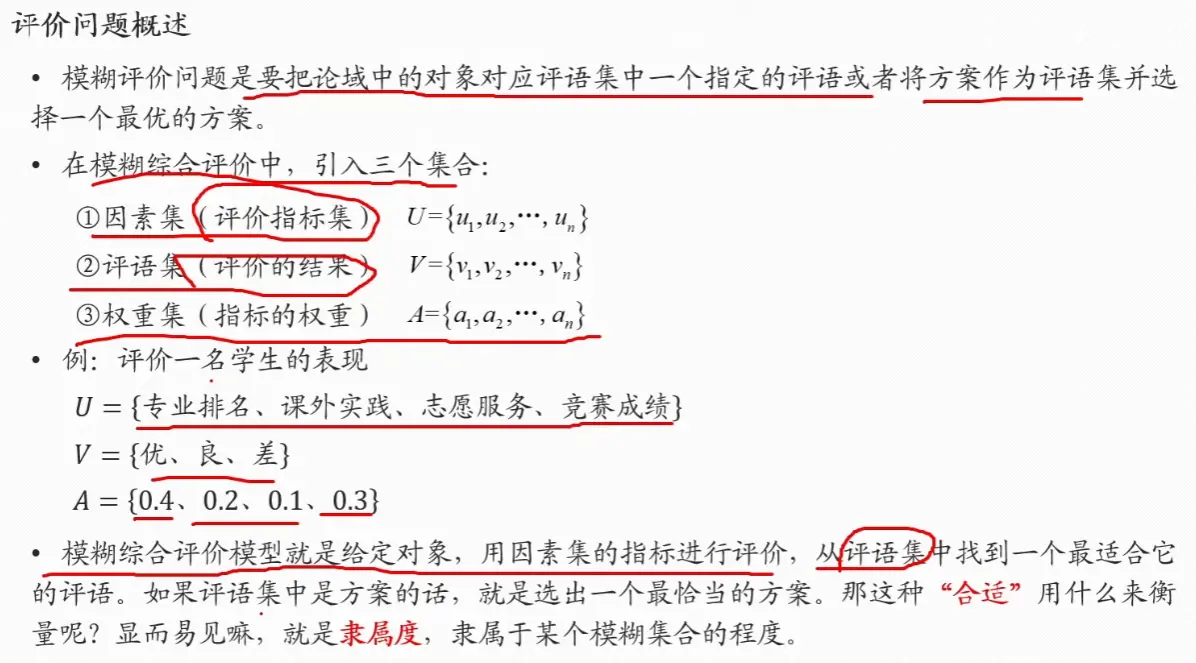 评价问题概述
• 模糊评价问题是要把论域中的对象对应评语集中一个指定的评语或者将方案作为评语集并选
择一个最优的方案。
• 在模糊综合评价中，引入三个集合：
①因素集（评价指标集） U={u₁,u₂,⋯, uₙ}
②评语集（评价的结果） V={v₁,v₂,⋯, vₙ}
③权重集（指标的权重） A={a₁,a₂,⋯, aₙ}
• 例：评价一名学生的表现
U = {专业排名、课外实践、志愿服务、竞赛成绩}
V = {优、良、差}
A = {0.4、0.2、0.1、0.3}
• 模糊综合评价模型就是给定对象，用因素集的指标进行评价，从评语集中找到一个最适合它
的评语。如果评语集中是方案的话，就是选出一个最恰当的方案。那这种“合适”用什么来衡
量呢？显而易见嘛，就是隶属度，隶属于某个模糊集合的程度。